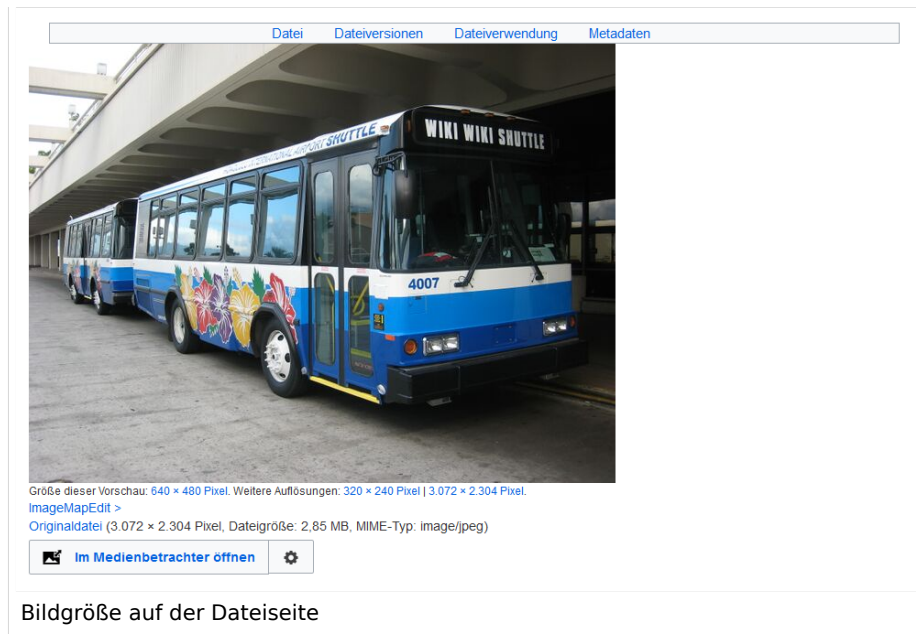 Datei Dateiversionen Dateiverwendung Metadaten
WIKI WIKI SHUTTLE
INTERNATIONAL AIRPORT SHUTTLE
4007
Größe dieser Vorschau: 640 × 480 Pixel. Weitere Auflösungen: 320 × 240 Pixel | 3.072 × 2.304 Pixel.
ImageMapEdit >
Originaldatei (3.072 × 2.304 Pixel, Dateigröße: 2,85 MB, MIME-Typ: image/jpeg)
Im Medienbetrachter öffnen
Bildgröße auf der Dateiseite